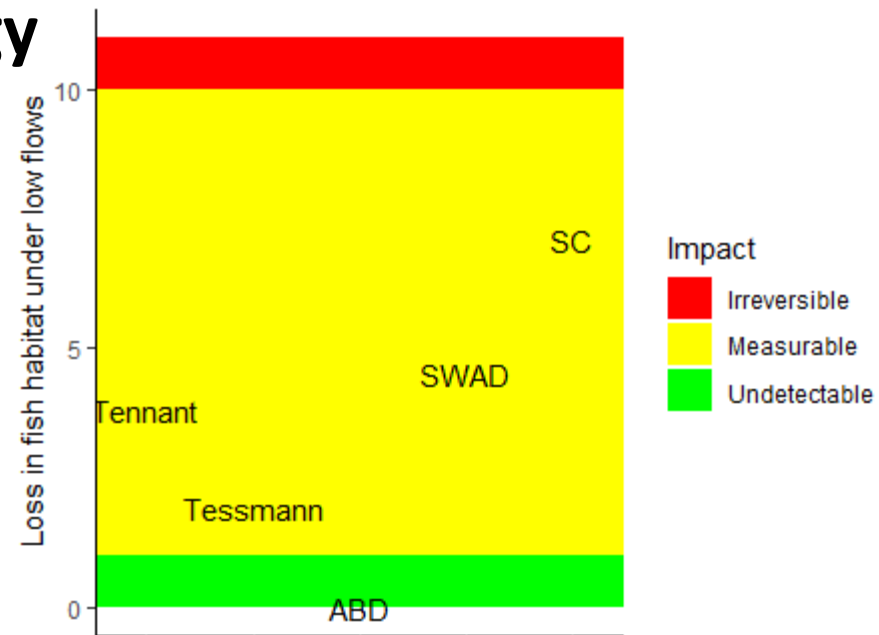 ty
10
5
0
Loss in fish habitat under low flows
SC
SWAD
Tennant
Tessmann
ABD
Impact
Irreversible
Measurable
Undetectable